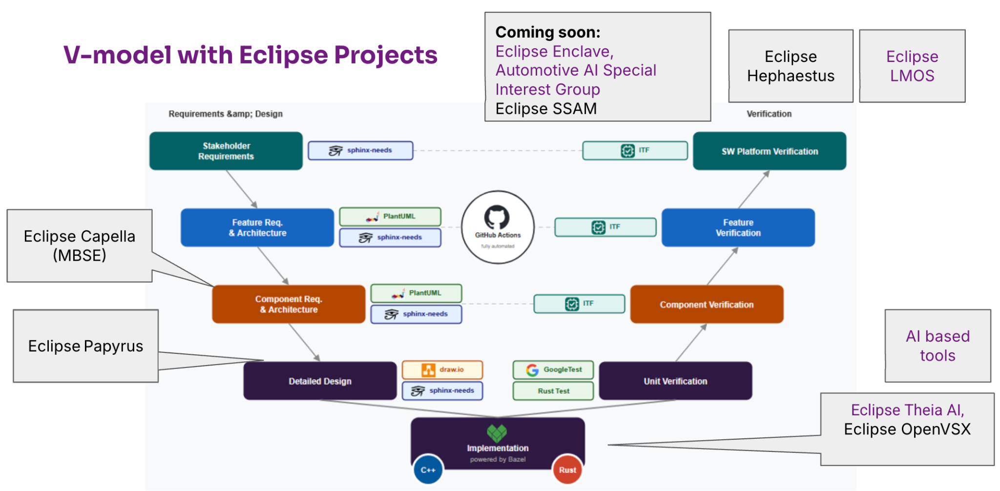 V-model with Eclipse Projects
Coming soon:
Eclipse Enclave,
Automotive AI Special
Interest Group
Eclipse SSAM
Eclipse
Hephaestus
Eclipse
LMOS
Requirements &amp; Design
Verification
Stakeholder
Requirements
sphinx-needs
ITF
SW Platform Verification
Eclipse Capella
(MBSE)
Feature Req.
& Architecture
PlantUML
sphinx-needs
GitHub Actions
fully automated
ITF
Feature
Verification
Component Req.
& Architecture
PlantUML
sphinx-needs
ITF
Component Verification
Eclipse Papyrus
AI based
tools
Detailed Design
draw.io
sphinx-needs
GoogleTest
Rust Test
Unit Verification
Eclipse Theia AI,
Eclipse OpenVSX
Implementation
powered by Bazel
C++
Rust